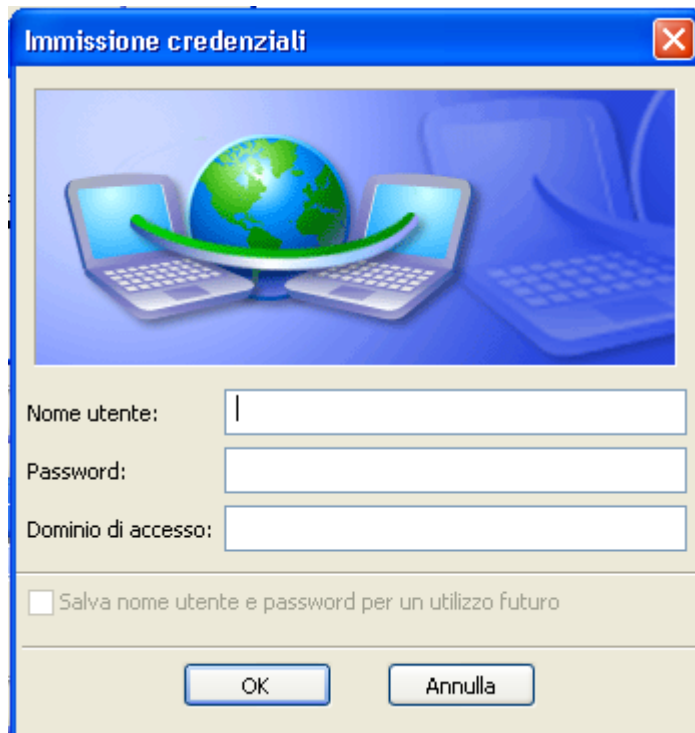 Immissione credenziali
Nome utente:
Password:
Dominio di accesso:
Salva nome utente e password per un utilizzo futuro
OK
Annulla